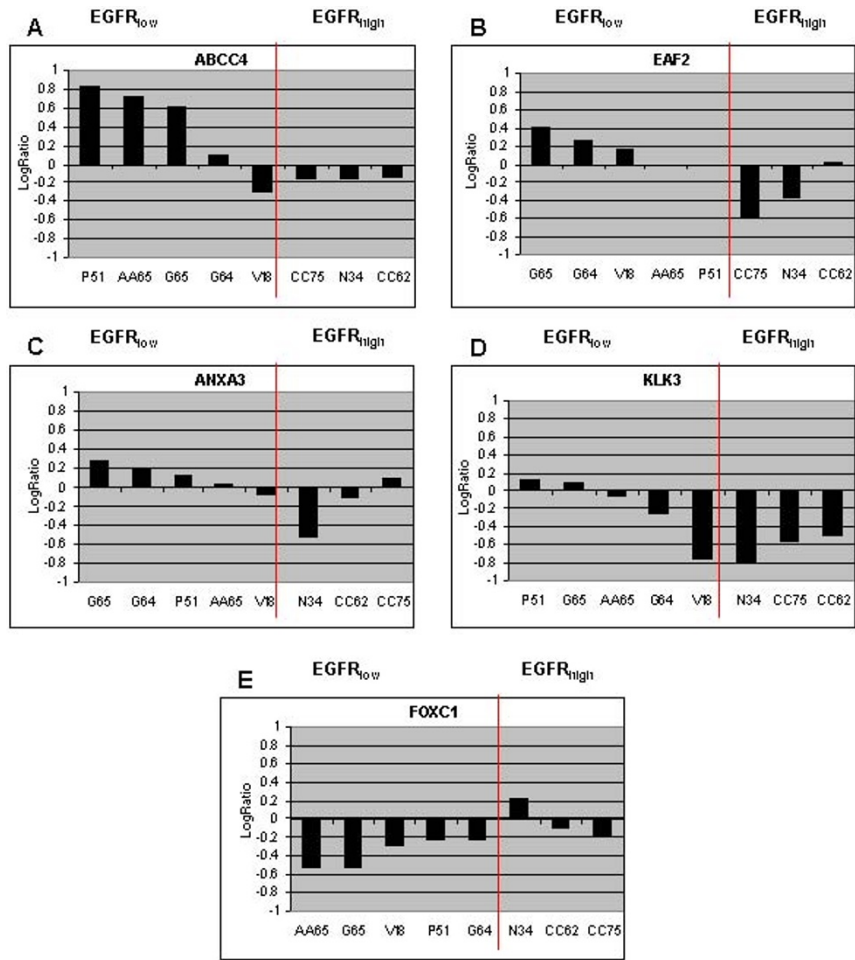 A EGFRlow EGFRhigh
ABCC4
LogRatio
1
0.8
0.6
0.4
0.2
0
-0.2
-0.4
-0.6
-0.8
-1
P51 AA65 G65 G64 V18 CC75 N34 CC62
B EGFRlow EGFRhigh
EAF2
LogRatio
1
0.8
0.6
0.4
0.2
0
-0.2
-0.4
-0.6
-0.8
-1
G65 G64 V18 AA65 P51 CC75 N34 CC62
C EGFRlow EGFRhigh
ANXA3
LogRatio
1
0.8
0.6
0.4
0.2
0
-0.2
-0.4
-0.6
-0.8
-1
G65 G64 P51 AA65 V18 N34 CC62 CC75
D EGFRlow EGFRhigh
KLK3
LogRatio
1
0.8
0.6
0.4
0.2
0
-0.2
-0.4
-0.6
-0.8
-1
P51 G65 AA65 G64 V18 N34 CC75 CC62
E EGFRlow EGFRhigh
FOXC1
LogRatio
1
0.8
0.6
0.4
0.2
0
-0.2
-0.4
-0.6
-0.8
-1
AA65 G65 V18 P51 G64 N34 CC62 CC75